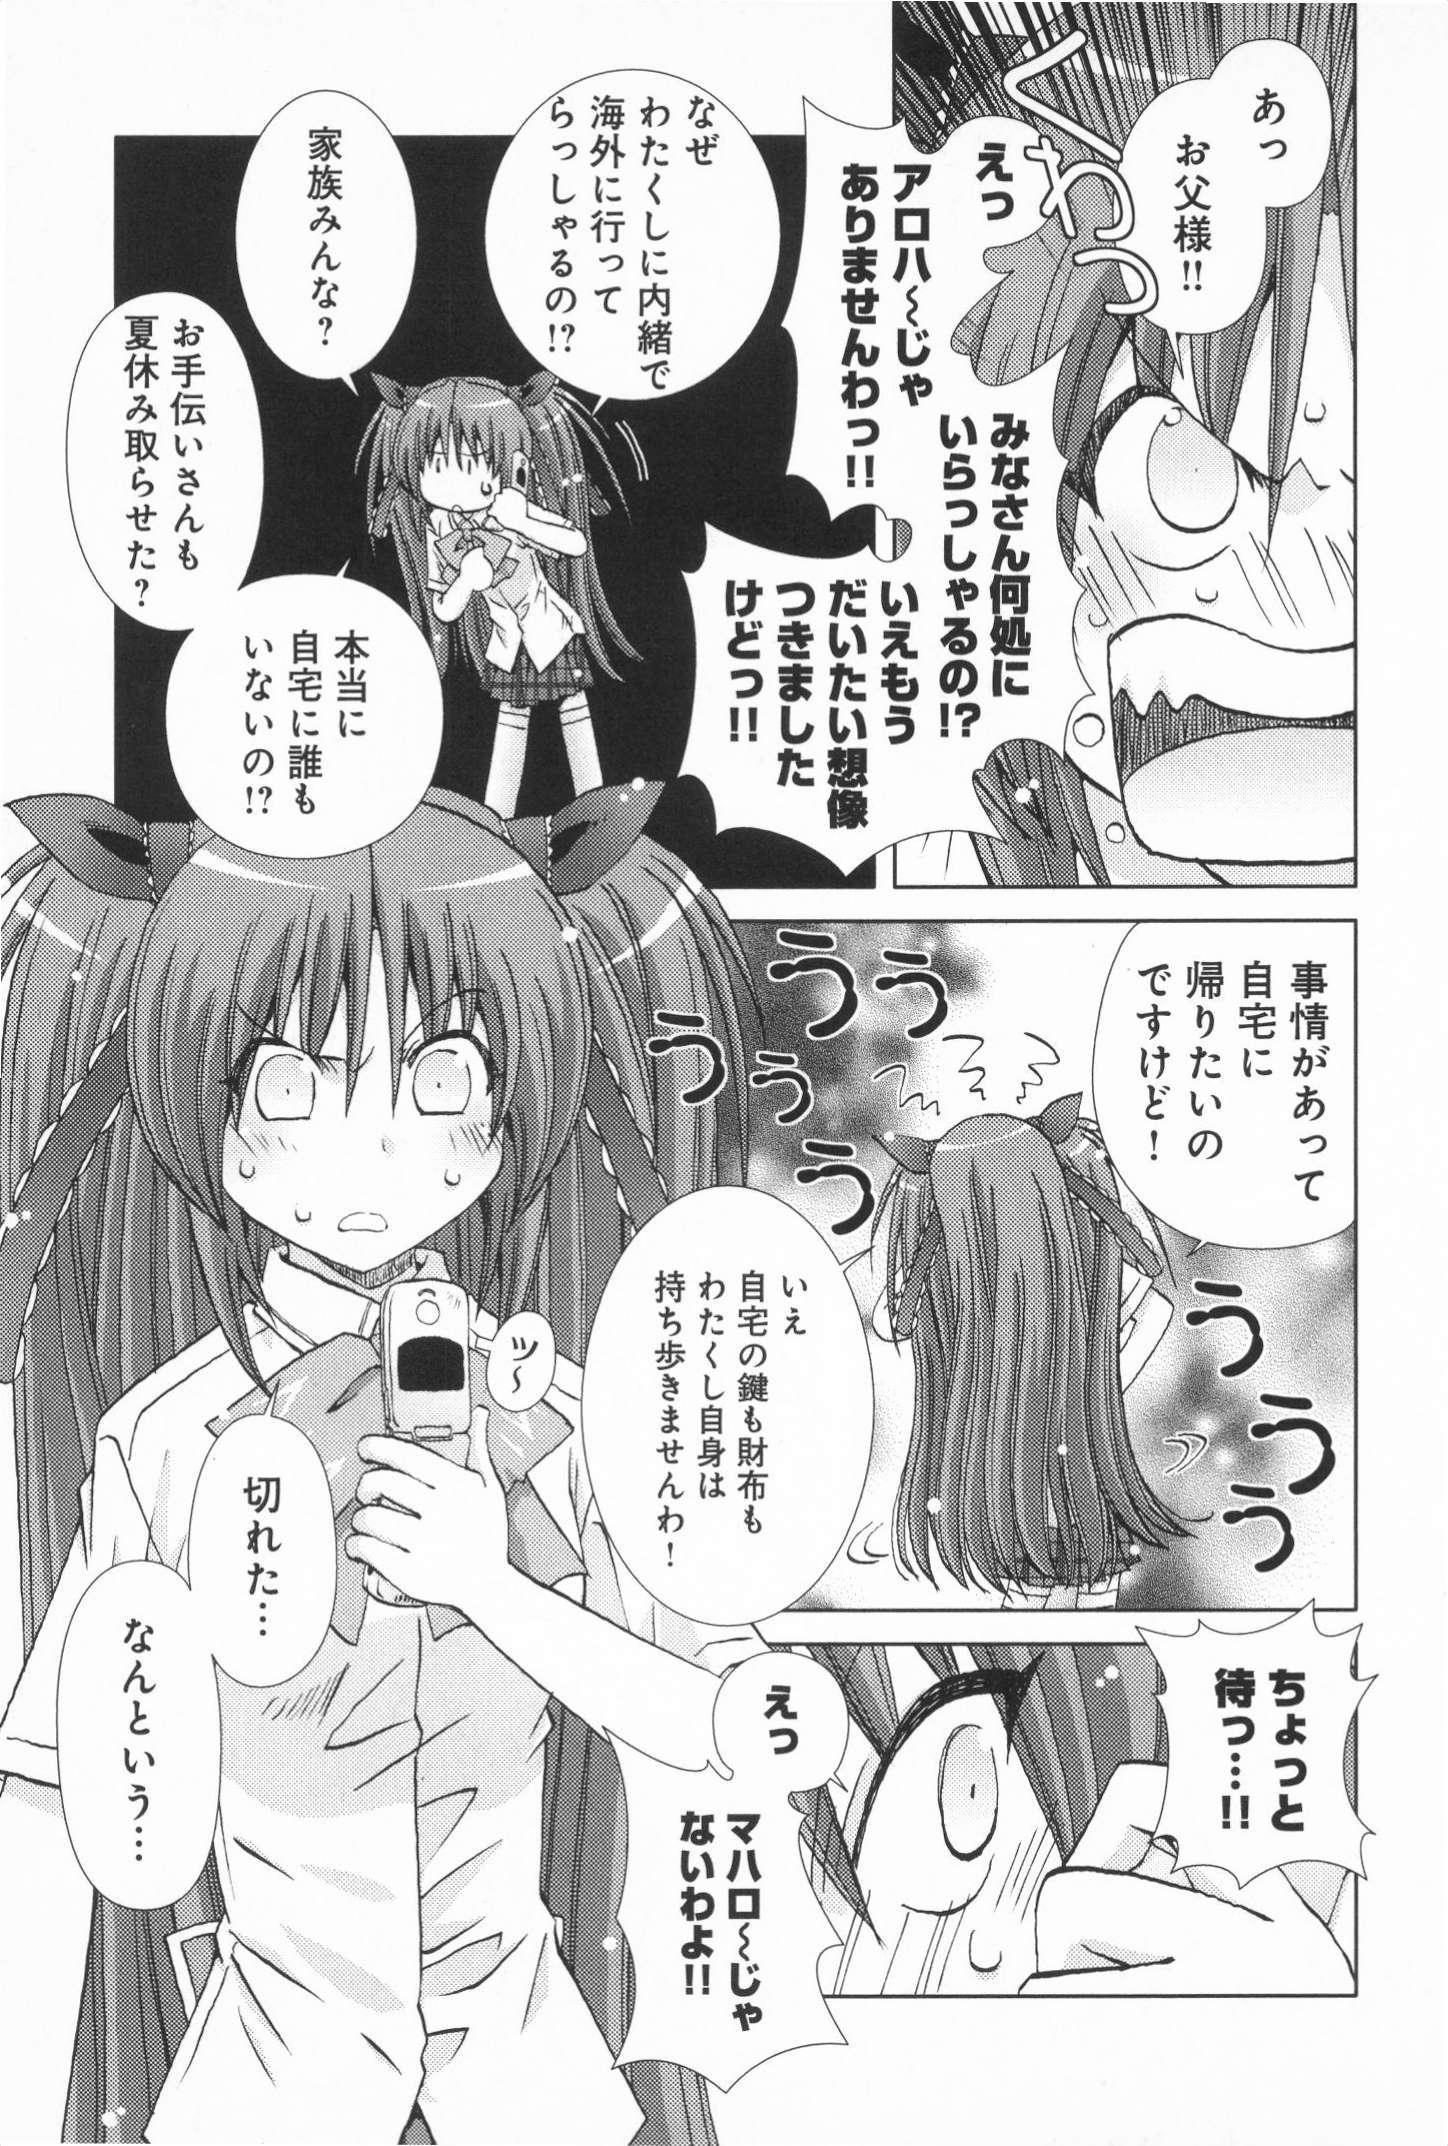 あっ
お父様!!
くわっ
えっ
アロハ〜じゃ
ありませんわっ!!
みなさん何処に
いらっしゃるの!?
いえもう
だいたい想像
つきました
けどっ!!
なぜ
わたくしに内緒で
海外に行って
らっしゃるの!?
家族みんな?
お手伝いさんも
夏休み取らせた?
本当に
自宅に誰も
いないの!?
事情があって
自宅に
帰りたいの
ですけど!
うう
うう
う
う
う
う
いえ
自宅の鍵も財布も
わたくし自身は
持ち歩きませんわ!
ちょっと
待っ…!!
えっ
マハロ〜じゃ
ないわよ!!
ツ〜
切れた…
なんという…